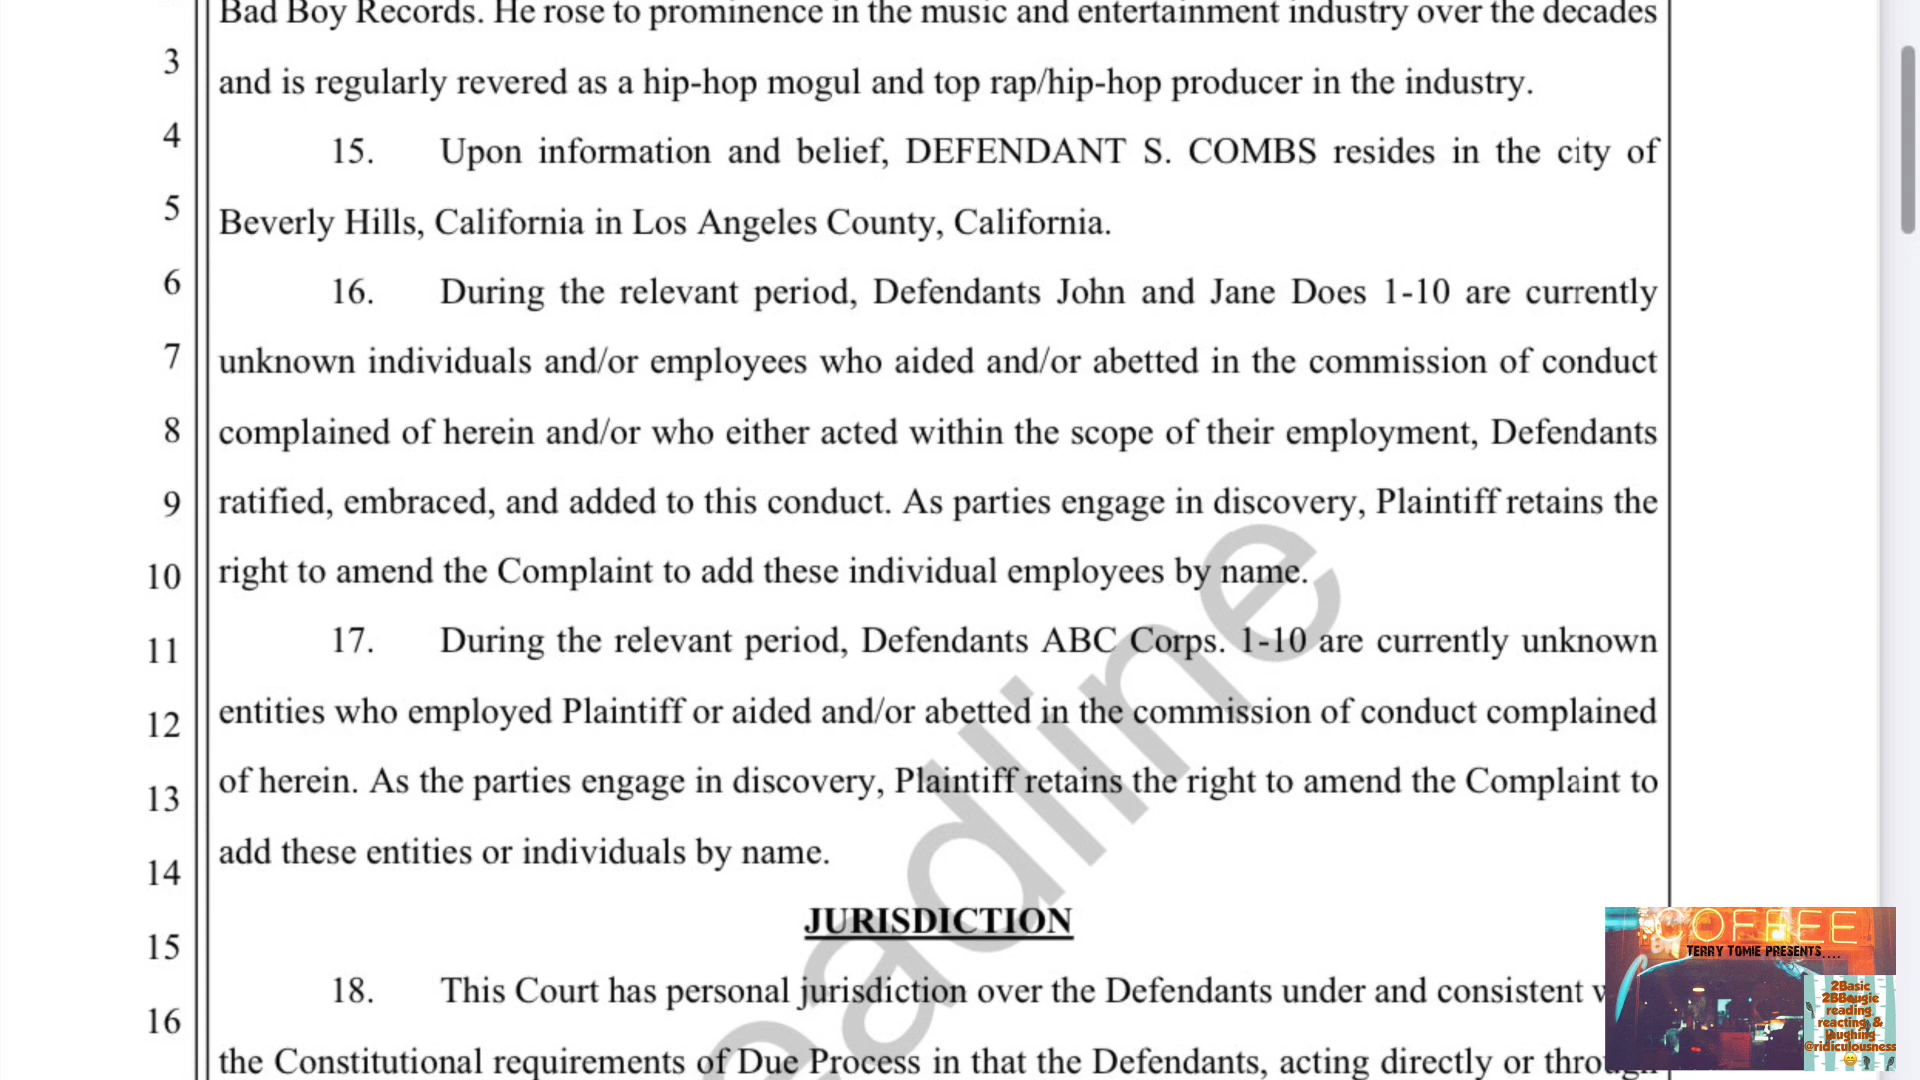 Bad Boy Records. He rose to prominence in the music and entertainment industry over the decades
3
and is regularly revered as a hip-hop mogul and top rap/hip-hop producer in the industry.
4
15. Upon information and belief, DEFENDANT S. COMBS resides in the city of
5
Beverly Hills, California in Los Angeles County, California.
6
16. During the relevant period, Defendants John and Jane Does 1-10 are currently
7
unknown individuals and/or employees who aided and/or abetted in the commission of conduct
8
complained of herein and/or who either acted within the scope of their employment, Defendants
9
ratified, embraced, and added to this conduct. As parties engage in discovery, Plaintiff retains the
10
right to amend the Complaint to add these individual employees by name.
11
17. During the relevant period, Defendants ABC Corps. 1-10 are currently unknown
12
entities who employed Plaintiff or aided and/or abetted in the commission of conduct complained
13
of herein. As the parties engage in discovery, Plaintiff retains the right to amend the Complaint to
14
add these entities or individuals by name.
JURISDICTION
15
18. This Court has personal jurisdiction over the Defendants under and consistent
16
the Constitutional requirements of Due Process in that the Defendants, acting directly or through
eadline
COFFEE
TERRY TOMIE PRESENTS....
2Basic
2BBougie
reading
reacting, &
laughing
@ridiculousness